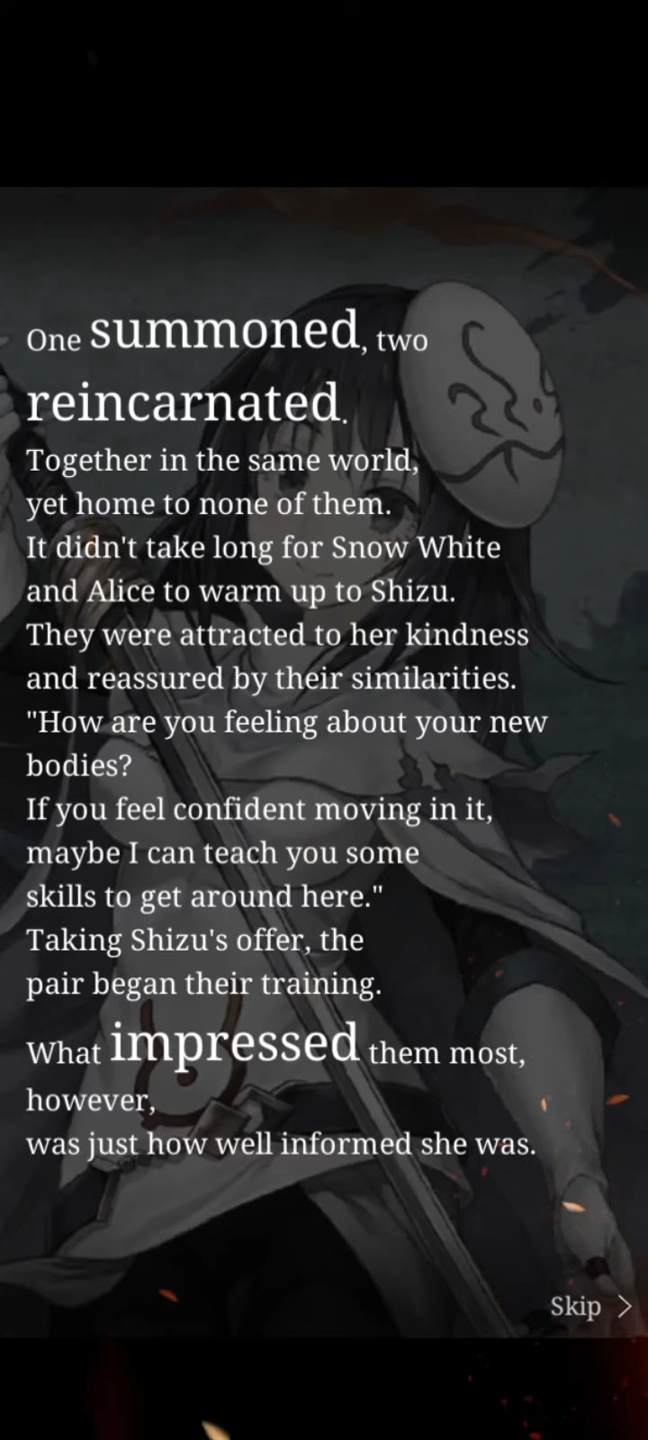 One summoned, two
reincarnated.
Together in the same world,
yet home to none of them.
It didn't take long for Snow White
and Alice to warm up to Shizu.
They were attracted to her kindness
and reassured by their similarities.
"How are you feeling about your new
bodies?
If you feel confident moving in it,
maybe I can teach you some
skills to get around here."
Taking Shizu's offer, the
pair began their training.
What impressed them most,
however,
was just how well informed she was.
Skip >